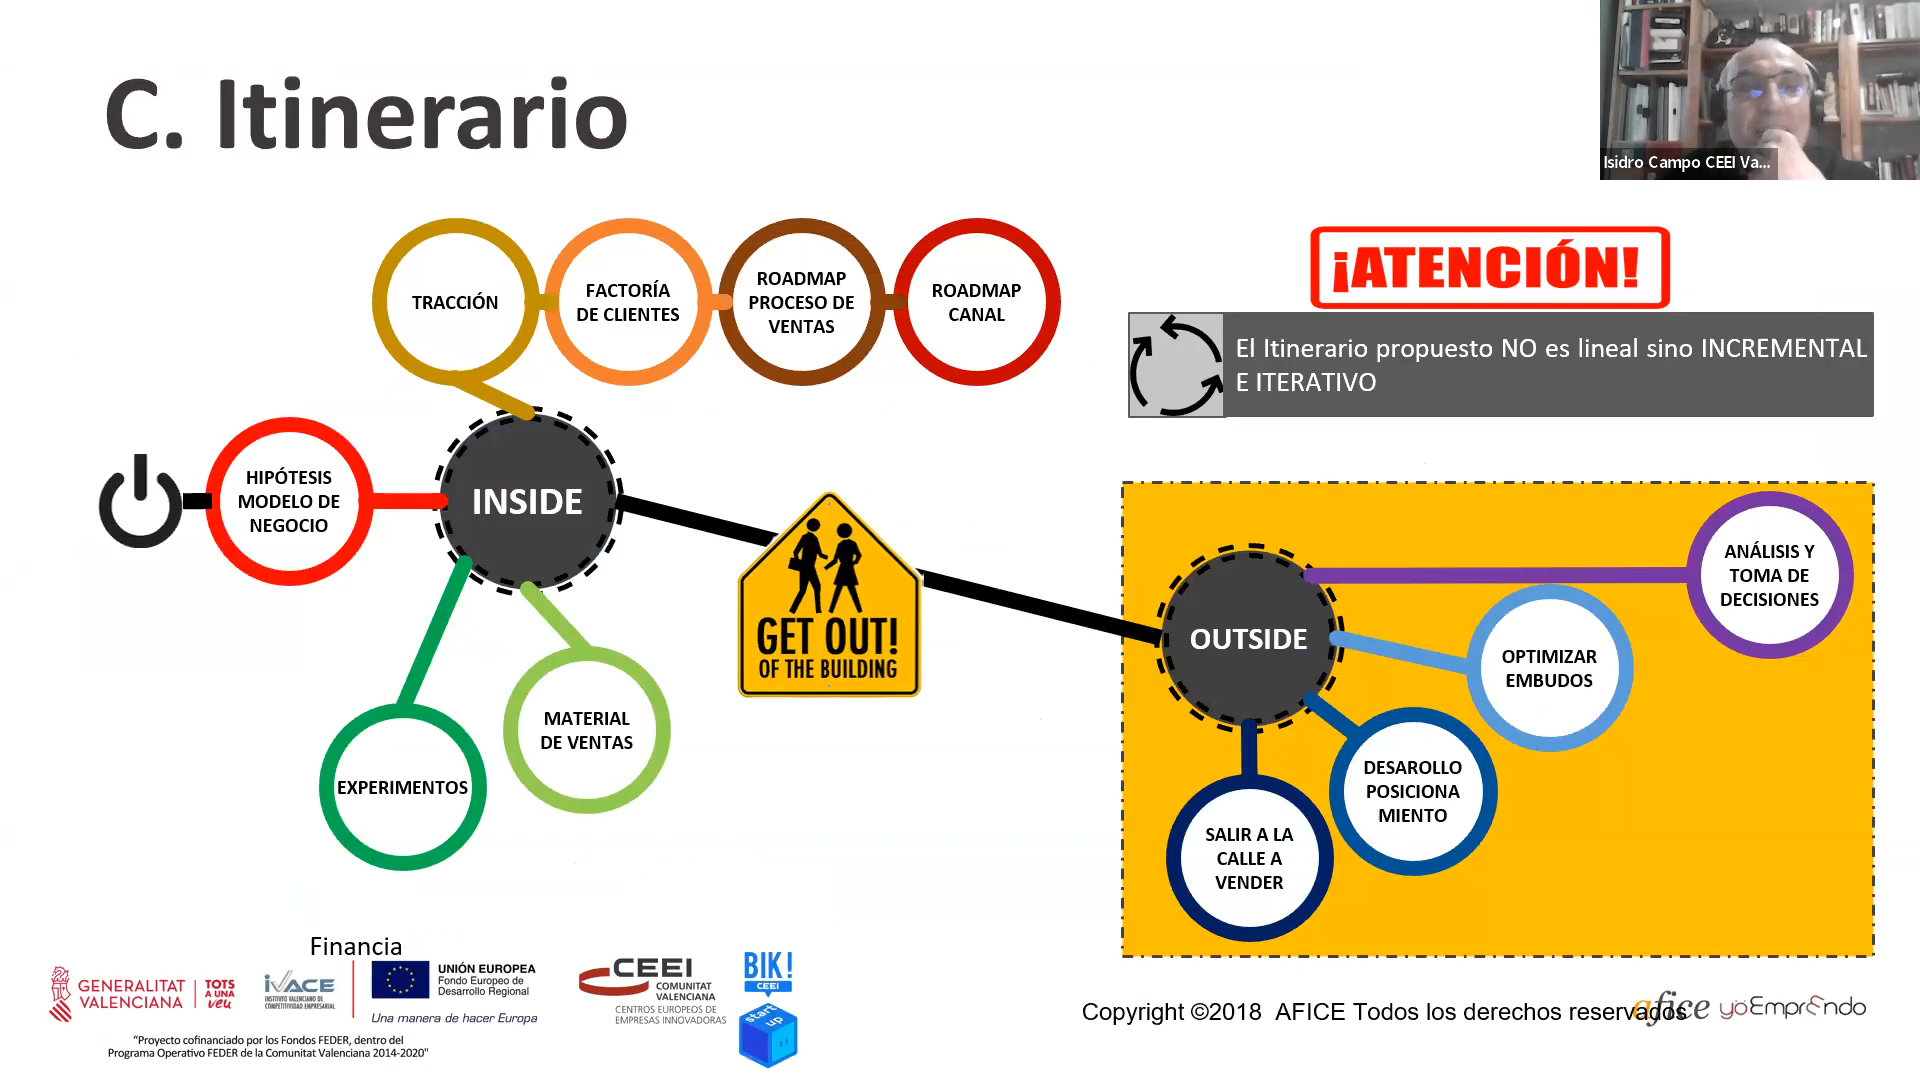 C. Itinerario
Isidro Campo CEEI Va...
TRACCIÓN
FACTORÍA
DE CLIENTES
ROADMAP
PROCESO DE
VENTAS
ROADMAP
CANAL
¡ATENCIÓN!
El Itinerario propuesto NO es lineal sino INCREMENTAL
E ITERATIVO
HIPÓTESIS
MODELO DE
NEGOCIO
INSIDE
GET OUT!
OF THE BUILDING
EXPERIMENTOS
MATERIAL
DE VENTAS
OUTSIDE
ANÁLISIS Y
TOMA DE
DECISIONES
OPTIMIZAR
EMBUDOS
DESAROLLO
POSICIONA
MIENTO
SALIR A LA
CALLE A
VENDER
Financia
GENERALITAT
VALENCIANA
TOTS
A UNA
veu
IVACE
INSTITUTO VALENCIANO DE
COMPETITIVIDAD EMPRESARIAL
UNIÓN EUROPEA
Fondo Europeo de
Desarrollo Regional
Una manera de hacer Europa
CEEI
COMUNITAT
VALENCIANA
CENTROS EUROPEOS DE
EMPRESAS INNOVADORAS
BIK!
CEEI
start
up
"Proyecto cofinanciado por los Fondos FEDER, dentro del
Programa Operativo FEDER de la Comunitat Valenciana 2014-2020"
Copyright ©2018 AFICE Todos los derechos reservados
afice
yoEmprendo